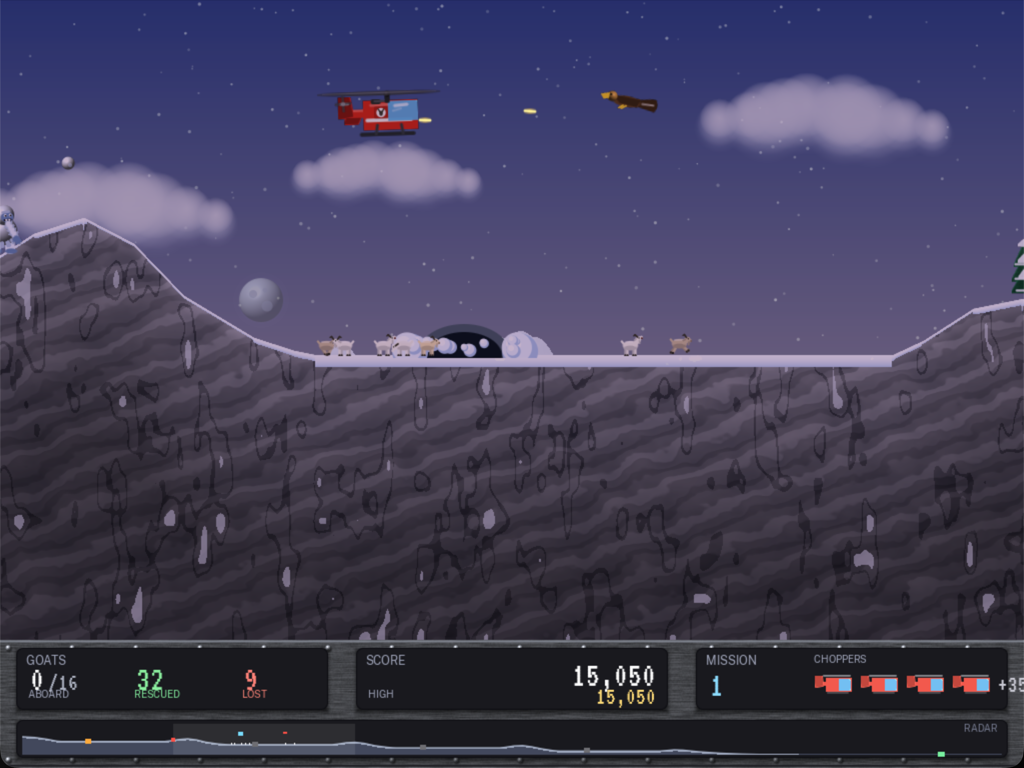 GOATS
0 /16
ABOARD
32
RESCUED
9
LOST
SCORE
15,050
HIGH
15,050
MISSION
1
CHOPPERS
+35
RADAR